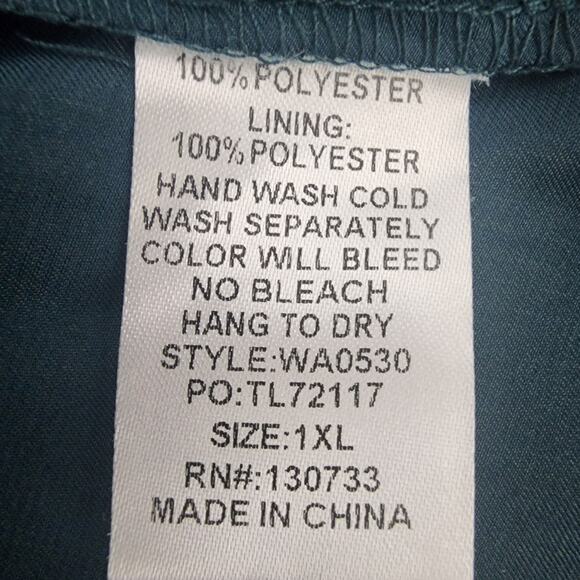 100% POLYESTER
LINING:
100% POLYESTER
HAND WASH COLD
WASH SEPARATELY
COLOR WILL BLEED
NO BLEACH
HANG TO DRY
STYLE:WA0530
PO:TL72117
SIZE:1XL
RN#:130733
MADE IN CHINA